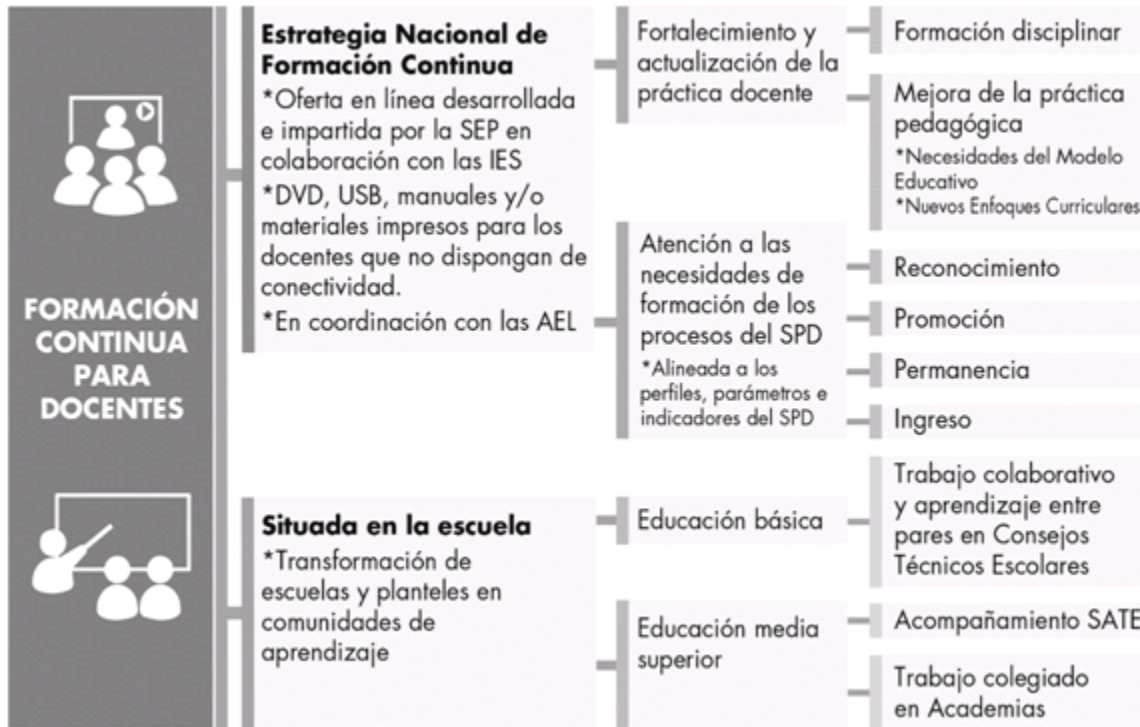 FORMACIÓN
CONTINUA
PARA
DOCENTES
Estrategia Nacional de
Formación Continua
*Oferta en línea desarrollada
e impartida por la SEP en
colaboración con las IES
*DVD, USB, manuales y/o
materiales impresos para los
docentes que no dispongan de
conectividad.
*En coordinación con las AEL
Fortalecimiento y
actualización de la
práctica docente
Formación disciplinar
Mejora de la práctica
pedagógica
*Necesidades del Modelo
Educativo
*Nuevos Enfoques Curriculares
Atención a las
necesidades de
formación de los
procesos del SPD
*Alineada a los
perfiles, parámetros e
indicadores del SPD
Reconocimiento
Promoción
Permanencia
Ingreso
Situada en la escuela
*Transformación de
escuelas y planteles en
comunidades de
aprendizaje
Educación básica
Trabajo colaborativo
y aprendizaje entre
pares en Consejos
Técnicos Escolares
Educación media
superior
Acompañamiento SATE
Trabajo colegiado
en Academias